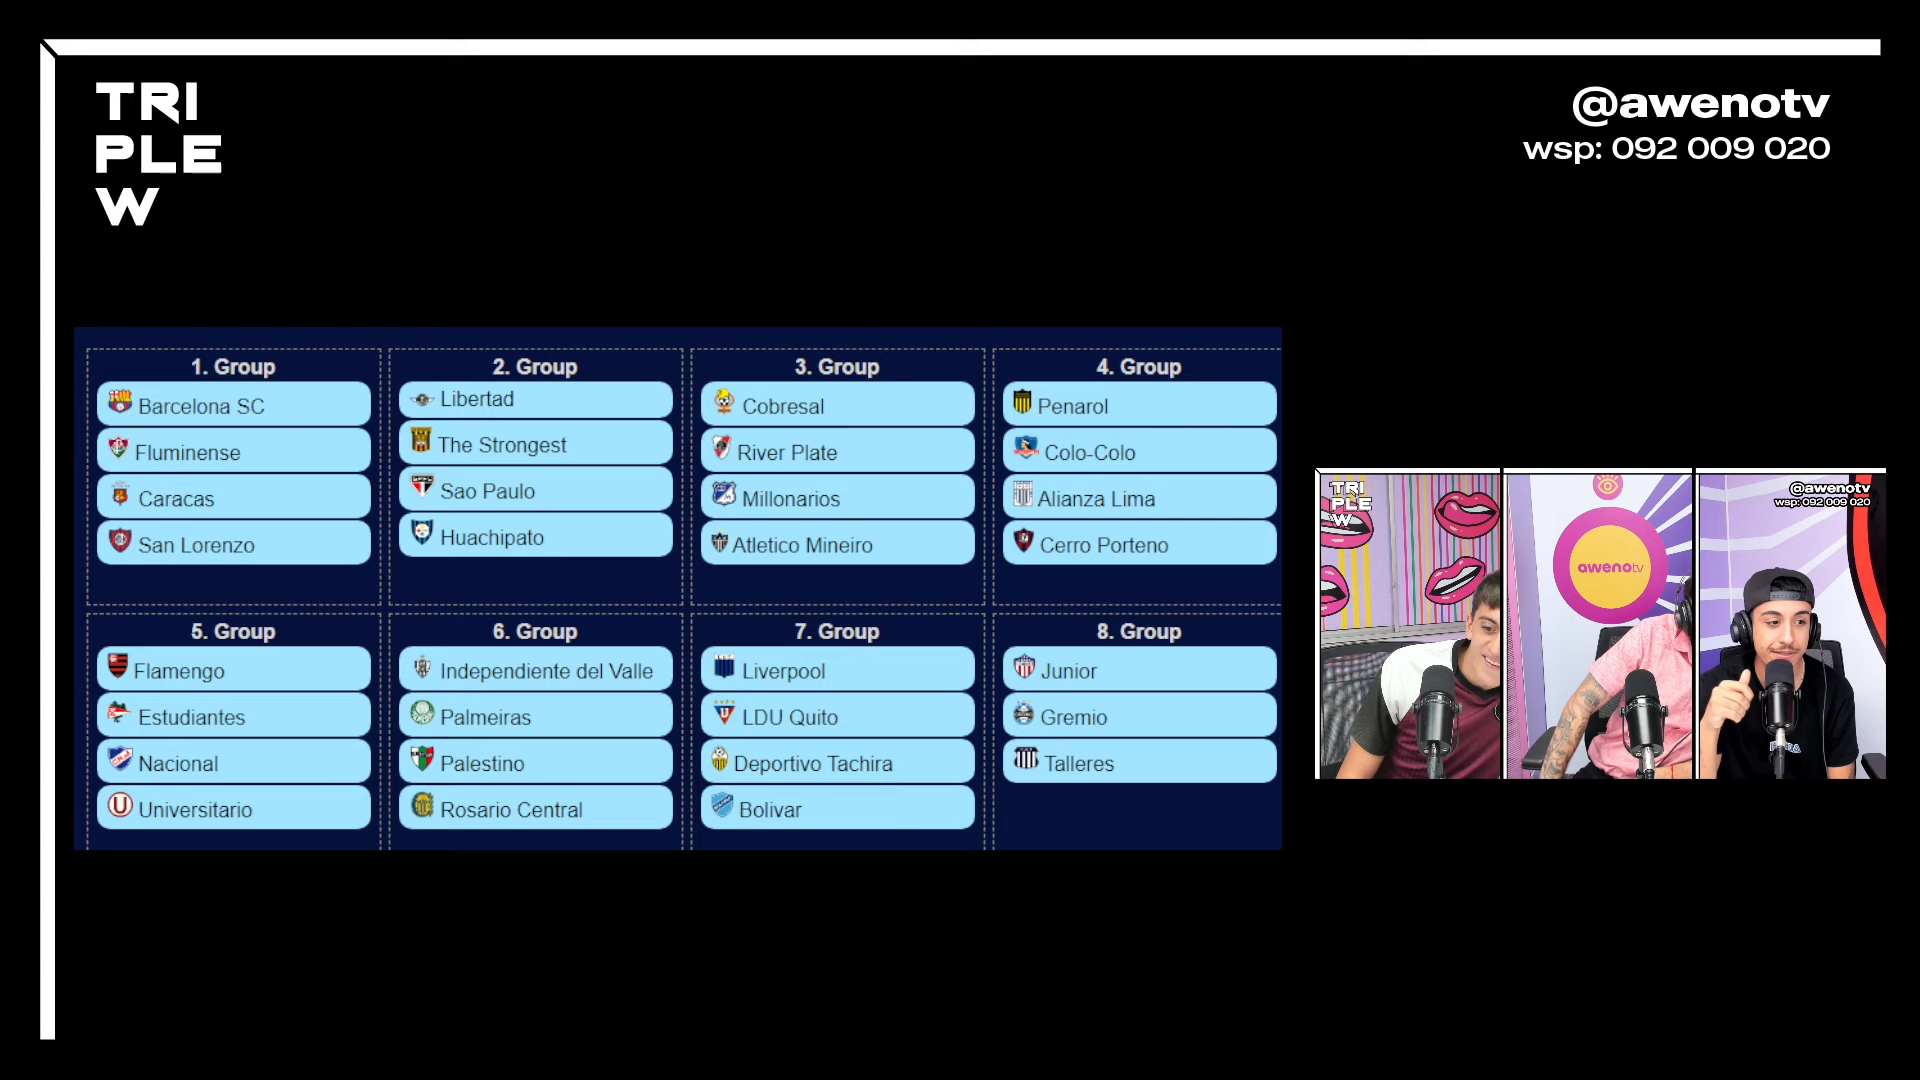 TRI
PLE
W
@awenotv
wsp: 092 009 020
1. Group
Barcelona SC
Fluminense
Caracas
San Lorenzo
2. Group
Libertad
The Strongest
Sao Paulo
Huachipato
3. Group
Cobresal
River Plate
Millonarios
Atletico Mineiro
4. Group
Penarol
Colo-Colo
Alianza Lima
Cerro Porteno
5. Group
Flamengo
Estudiantes
Nacional
Universitario
6. Group
Independiente del Valle
Palmeiras
Palestino
Rosario Central
7. Group
Liverpool
LDU Quito
Deportivo Tachira
Bolivar
8. Group
Junior
Gremio
Talleres
TRI
PLE
W
awenotv
@awenotv
wsp: 092 009 020